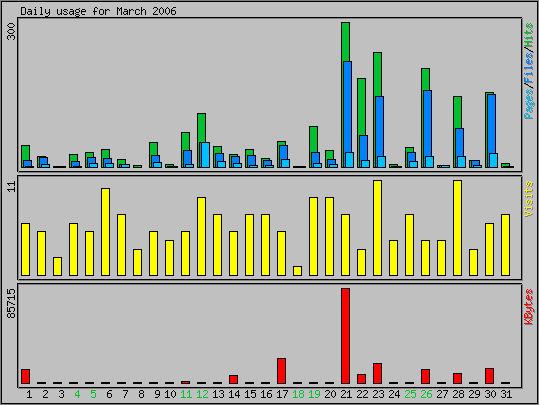 Daily usage for March 2006
300
Pages/Files/Hits
11
Visits
85715
KBytes
1 2 3 4 5 6 7 8 9 10 11 12 13 14 15 16 17 18 19 20 21 22 23 24 25 26 27 28 29 30 31